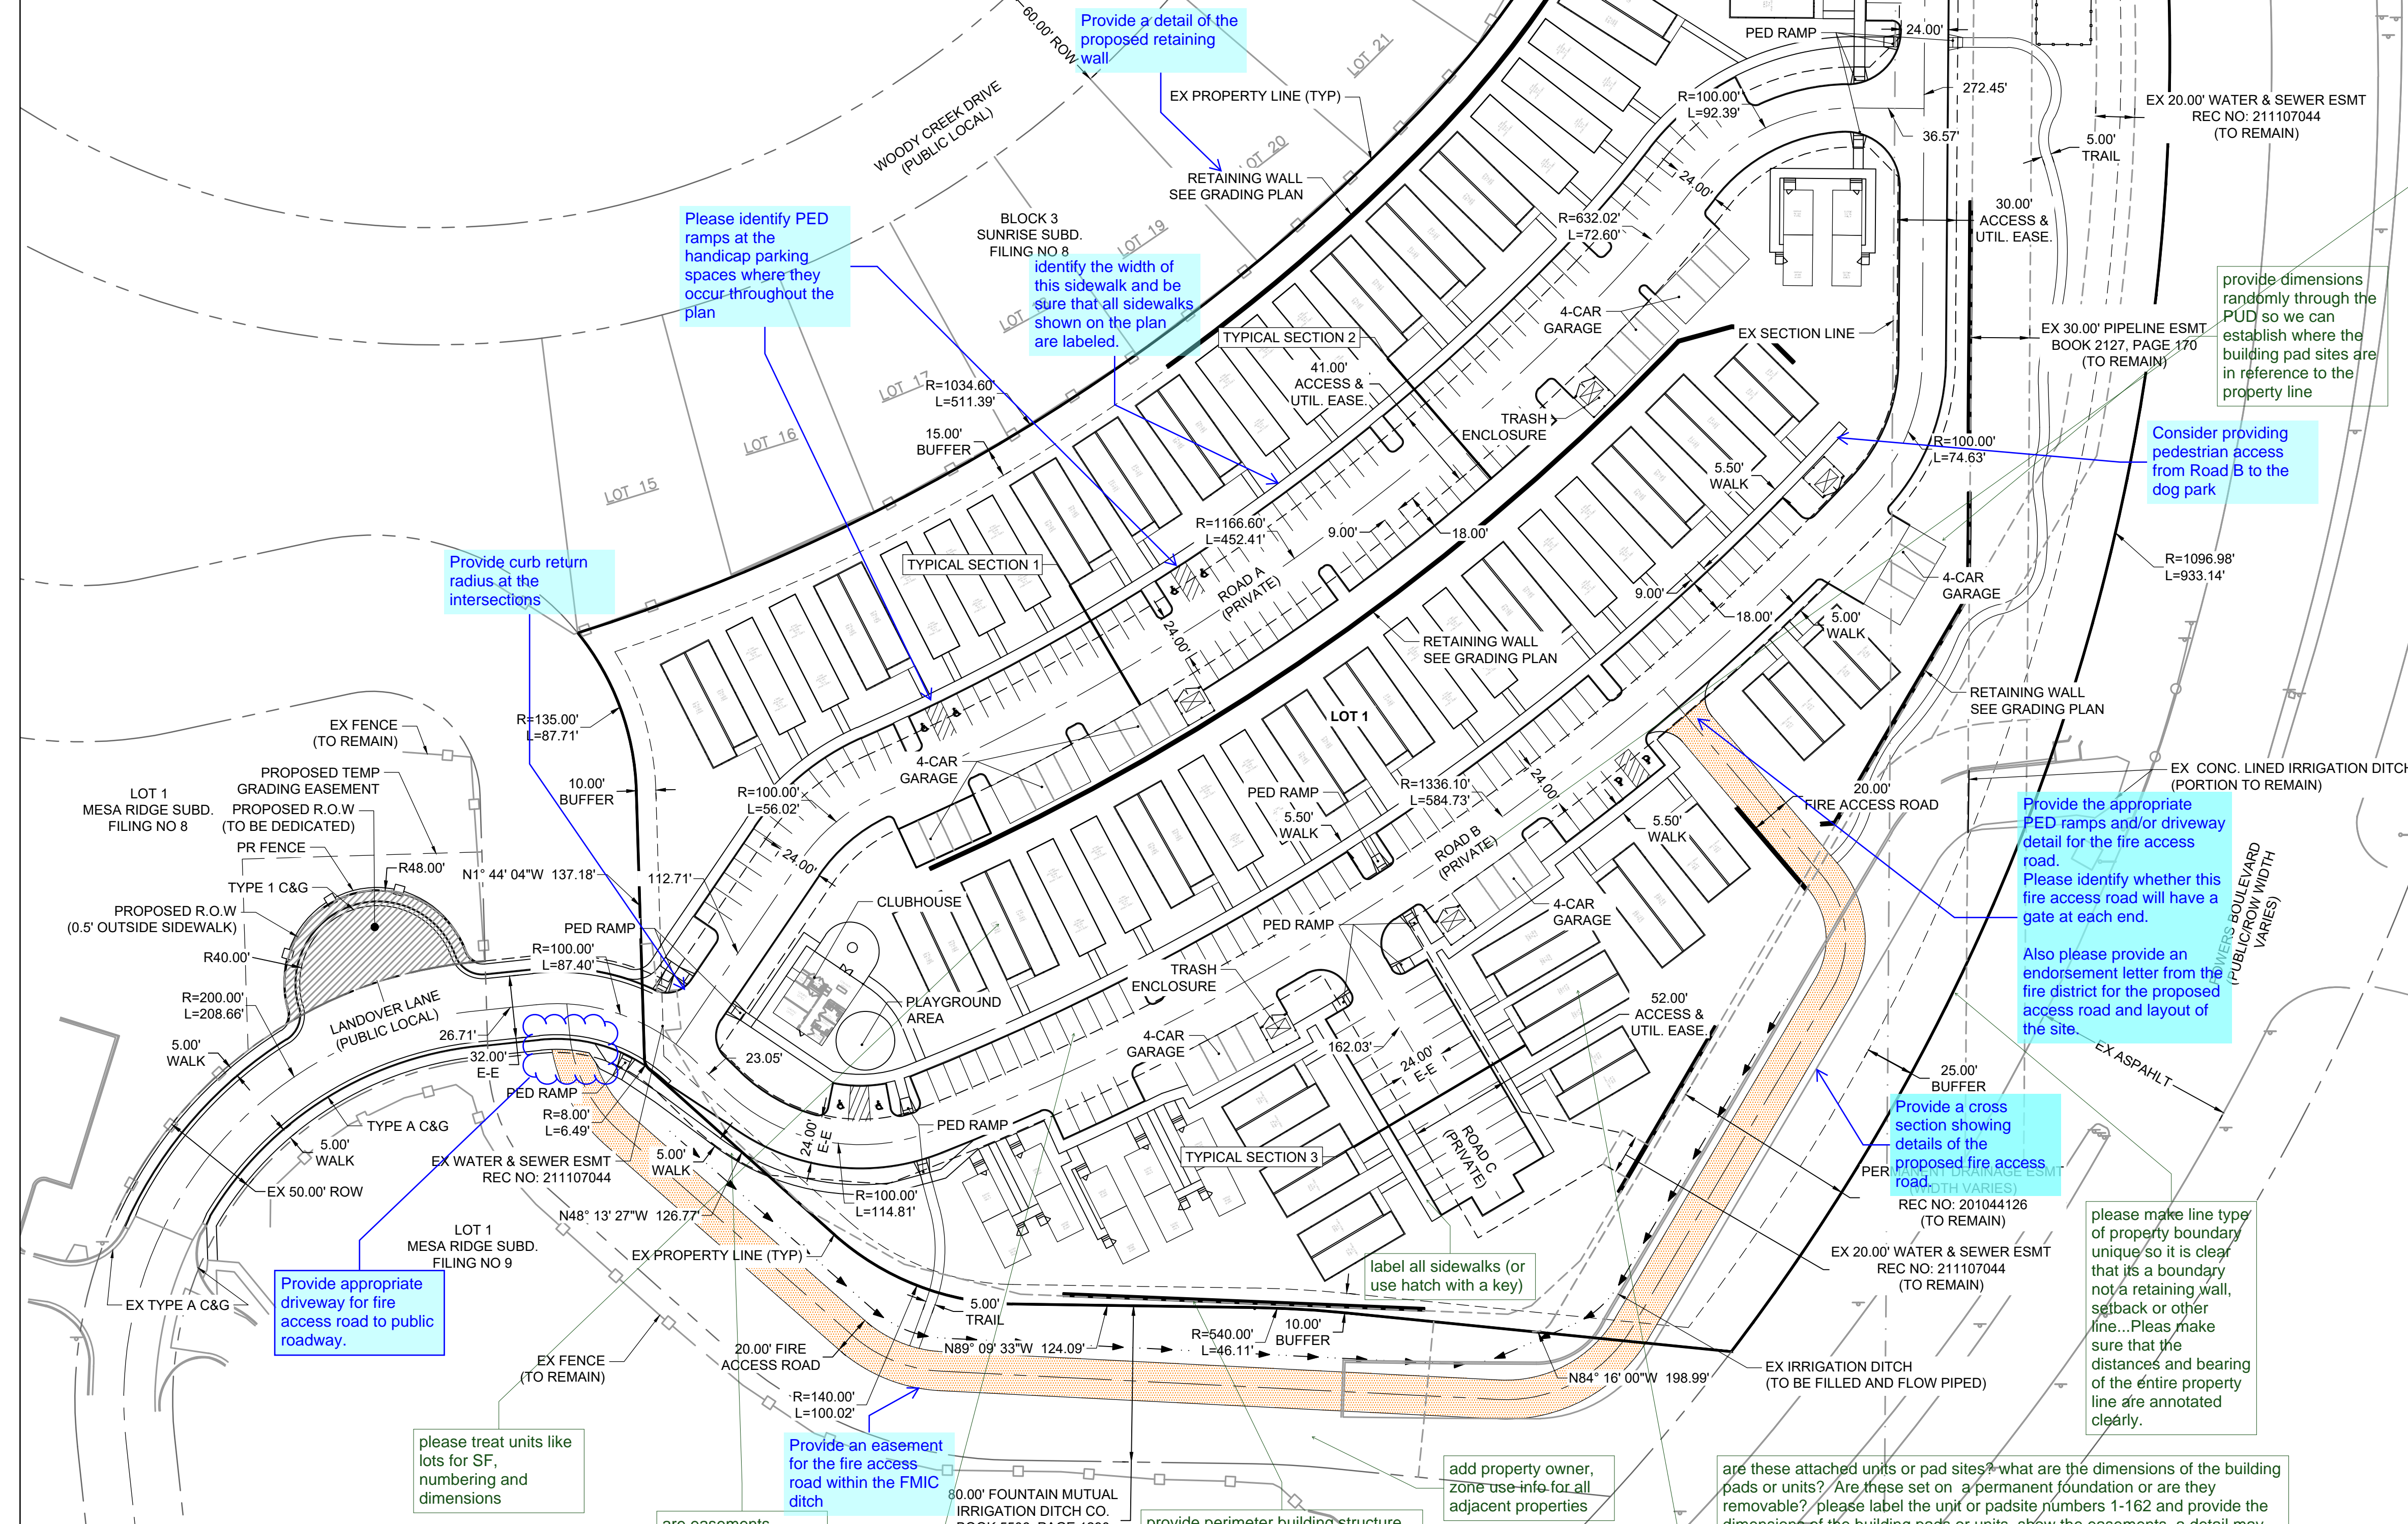 60.00' ROW
Provide a detail of the
proposed retaining
wall
LOT 21
PED RAMP
24.00'
WOODY CREEK DRIVE
(PUBLIC LOCAL)
EX PROPERTY LINE (TYP)
R=100.00'
L=92.39'
272.45'
EX 20.00' WATER & SEWER ESMT
REC NO: 211107044
(TO REMAIN)
36.57'
5.00'
TRAIL
LOT 20
RETAINING WALL
SEE GRADING PLAN
24.00'
Please identify PED
ramps at the
handicap parking
spaces where they
occur throughout the
plan
BLOCK 3
SUNRISE SUBD.
FILING NO 8
LOT 19
R=632.02'
L=72.60'
30.00'
ACCESS &
UTIL. EASE.
identify the width of
this sidewalk and be
sure that all sidewalks
shown on the plan
are labeled.
provide dimensions
randomly through the
PUD so we can
establish where the
building pad sites are
in reference to the
property line
4-CAR
GARAGE
TYPICAL SECTION 2
EX SECTION LINE
EX 30.00' PIPELINE ESMT
BOOK 2127, PAGE 170
(TO REMAIN)
LOT 17
R=1034.60'
L=511.39'
41.00'
ACCESS &
UTIL. EASE.
TRASH
ENCLOSURE
LOT 16
15.00'
BUFFER
R=100.00'
L=74.63'
Consider providing
pedestrian access
from Road B to the
dog park
LOT 15
5.50'
WALK
R=1166.60'
L=452.41'
9.00'
18.00'
Provide curb return
radius at the
intersections
TYPICAL SECTION 1
ROAD A
(PRIVATE)
R=1096.98'
L=933.14'
4-CAR
GARAGE
9.00'
18.00'
5.00'
WALK
24.00'
RETAINING WALL
SEE GRADING PLAN
RETAINING WALL
SEE GRADING PLAN
LOT 1
EX FENCE
(TO REMAIN)
R=135.00'
L=87.71'
4-CAR
GARAGE
PROPOSED TEMP
GRADING EASEMENT
LOT 1
MESA RIDGE SUBD.
FILING NO 8
PROPOSED R.O.W
(TO BE DEDICATED)
10.00'
BUFFER
R=100.00'
L=56.02'
PED RAMP
5.50'
WALK
R=1336.10'
L=584.73'
24.00'
20.00'
FIRE ACCESS ROAD
EX CONC. LINED IRRIGATION DITCH
(PORTION TO REMAIN)
Provide the appropriate
PED ramps and/or driveway
detail for the fire access
road.
Please identify whether this
fire access road will have a
gate at each end.
Also please provide an
endorsement letter from the
fire district for the proposed
access road and layout of
the site.
5.50'
WALK
ROAD B
(PRIVATE)
POWERS BOULEVARD
(PUBLIC/ROW WIDTH
VARIES)
PR FENCE
R48.00'
TYPE 1 C&G
N1° 44' 04"W 137.18'
112.71'
24.00'
PROPOSED R.O.W
(0.5' OUTSIDE SIDEWALK)
PED RAMP
CLUBHOUSE
PED RAMP
4-CAR
GARAGE
R40.00'
R=100.00'
L=87.40'
TRASH
ENCLOSURE
R=200.00'
L=208.66'
LANDOVER LANE
(PUBLIC LOCAL)
PLAYGROUND
AREA
52.00'
ACCESS &
UTIL. EASE.
5.00'
WALK
26.71'
32.00'
E-E
23.05'
4-CAR
GARAGE
162.03'
24.00'
E-E
EX ASPAHLT
25.00'
BUFFER
PED RAMP
R=8.00'
L=6.49'
TYPE A C&G
5.00'
WALK
24.00'
E-E
PED RAMP
Provide a cross
section showing
details of the
proposed fire access
road.
EX WATER & SEWER ESMT
REC NO: 211107044
5.00'
WALK
TYPICAL SECTION 3
ROAD C
(PRIVATE)
PERMANENT DRAINAGE ESMT
(WIDTH VARIES)
REC NO: 201044126
(TO REMAIN)
EX 50.00' ROW
R=100.00'
L=114.81'
N48° 13' 27"W 126.77'
LOT 1
MESA RIDGE SUBD.
FILING NO 9
EX PROPERTY LINE (TYP)
please make line type
of property boundary
unique so it is clear
that its a boundary
not a retaining wall,
setback or other
line...Pleas make
sure that the
distances and bearing
of the entire property
line are annotated
clearly.
EX 20.00' WATER & SEWER ESMT
REC NO: 211107044
(TO REMAIN)
label all sidewalks (or
use hatch with a key)
Provide appropriate
driveway for fire
access road to public
roadway.
EX TYPE A C&G
5.00'
TRAIL
10.00'
BUFFER
R=540.00'
L=46.11'
N89° 09' 33"W 124.09'
20.00' FIRE
ACCESS ROAD
EX FENCE
(TO REMAIN)
EX IRRIGATION DITCH
(TO BE FILLED AND FLOW PIPED)
N84° 16' 00"W 198.99'
R=140.00'
L=100.02'
please treat units like
lots for SF,
numbering and
dimensions
Provide an easement
for the fire access
road within the FMIC
ditch
80.00' FOUNTAIN MUTUAL
IRRIGATION DITCH CO.
add property owner,
zone use info for all
adjacent properties
are these attached units or pad sites? what are the dimensions of the building
pads or units? Are these set on a permanent foundation or are they
removable? please label the unit or padsite numbers 1-162 and provide the
dimensions of the building pads or units. show the easements. a detail may
are easements
provide perimeter building structure